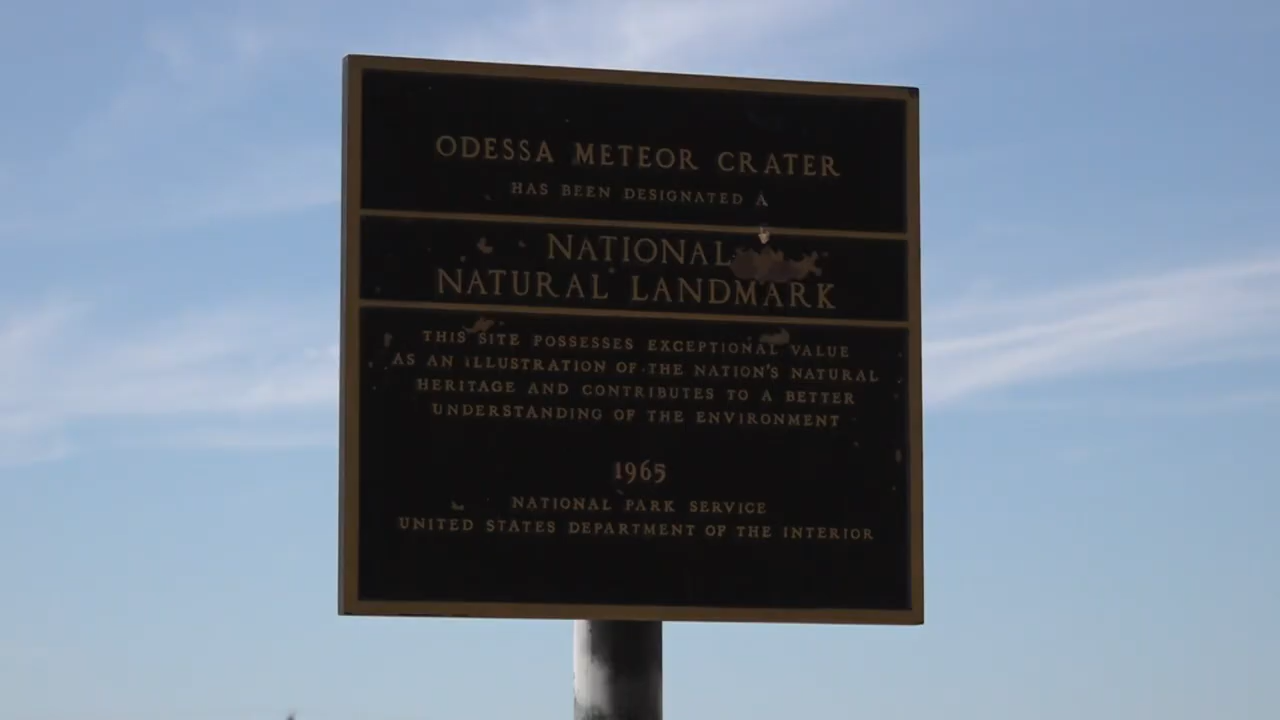 ODESSA METEOR CRATER
HAS BEEN DESIGNATED A
NATIONAL
NATURAL LANDMARK
THIS SITE POSSESSES EXCEPTIONAL VALUE
AS AN ILLUSTRATION OF THE NATION'S NATURAL
HERITAGE AND CONTRIBUTES TO A BETTER
UNDERSTANDING OF THE ENVIRONMENT
1965
NATIONAL PARK SERVICE
UNITED STATES DEPARTMENT OF THE INTERIOR